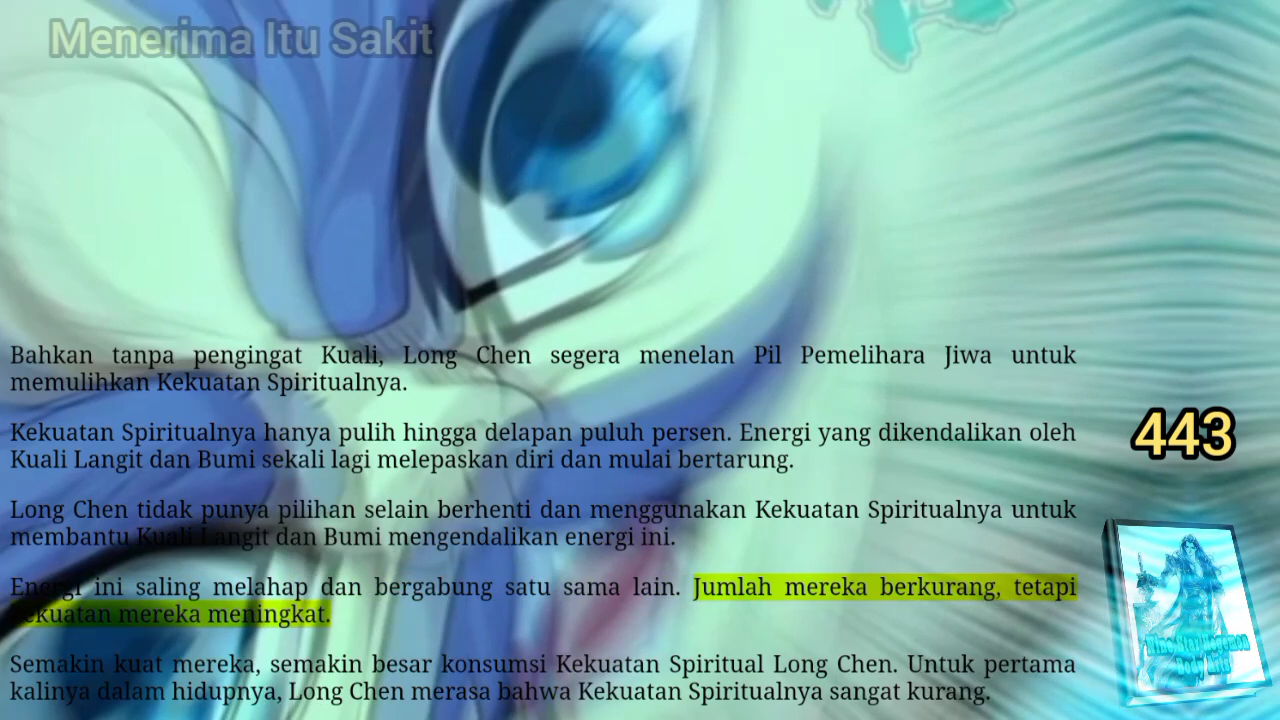 Menerima Itu Sakit
Bahkan tanpa pengingat Kuali, Long Chen segera menelan Pil Pemelihara Jiwa untuk
memulihkan Kekuatan Spiritualnya.
Kekuatan Spiritualnya hanya pulih hingga delapan puluh persen. Energi yang dikendalikan oleh
Kuali Langit dan Bumi sekali lagi melepaskan diri dan mulai bertarung.
443
Long Chen tidak punya pilihan selain berhenti dan menggunakan Kekuatan Spiritualnya untuk
membantu Kuali Langit dan Bumi mengendalikan energi ini.
Energi ini saling melahap dan bergabung satu sama lain. Jumlah mereka berkurang, tetapi
kekuatan mereka meningkat.
Semakin kuat mereka, semakin besar konsumsi Kekuatan Spiritual Long Chen. Untuk pertama
kalinya dalam hidupnya, Long Chen merasa bahwa Kekuatan Spiritualnya sangat kurang.